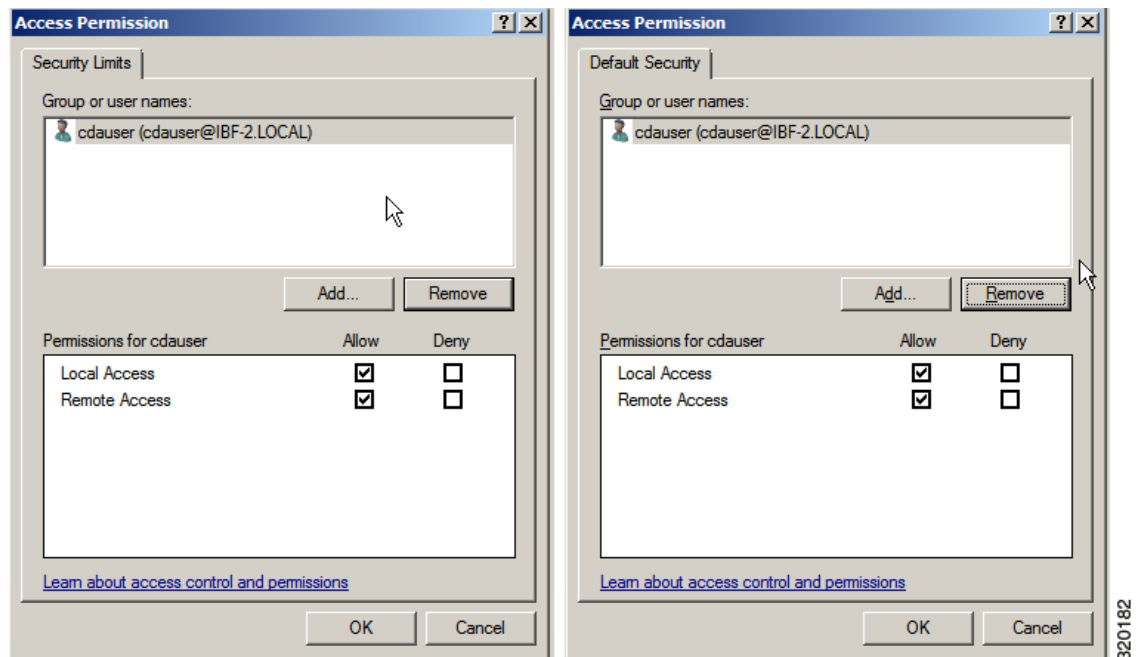 Access Permission
Security Limits
Group or user names:
cdauser (cdauser@IBF-2.LOCAL)
Add...
Remove
Permissions for cdauser Allow Deny
Local Access
Remote Access
Learn about access control and permissions
OK
Cancel
Access Permission
Default Security
Group or user names:
cdauser (cdauser@IBF-2.LOCAL)
Add...
Remove
Permissions for cdauser Allow Deny
Local Access
Remote Access
Learn about access control and permissions
OK
Cancel
320182